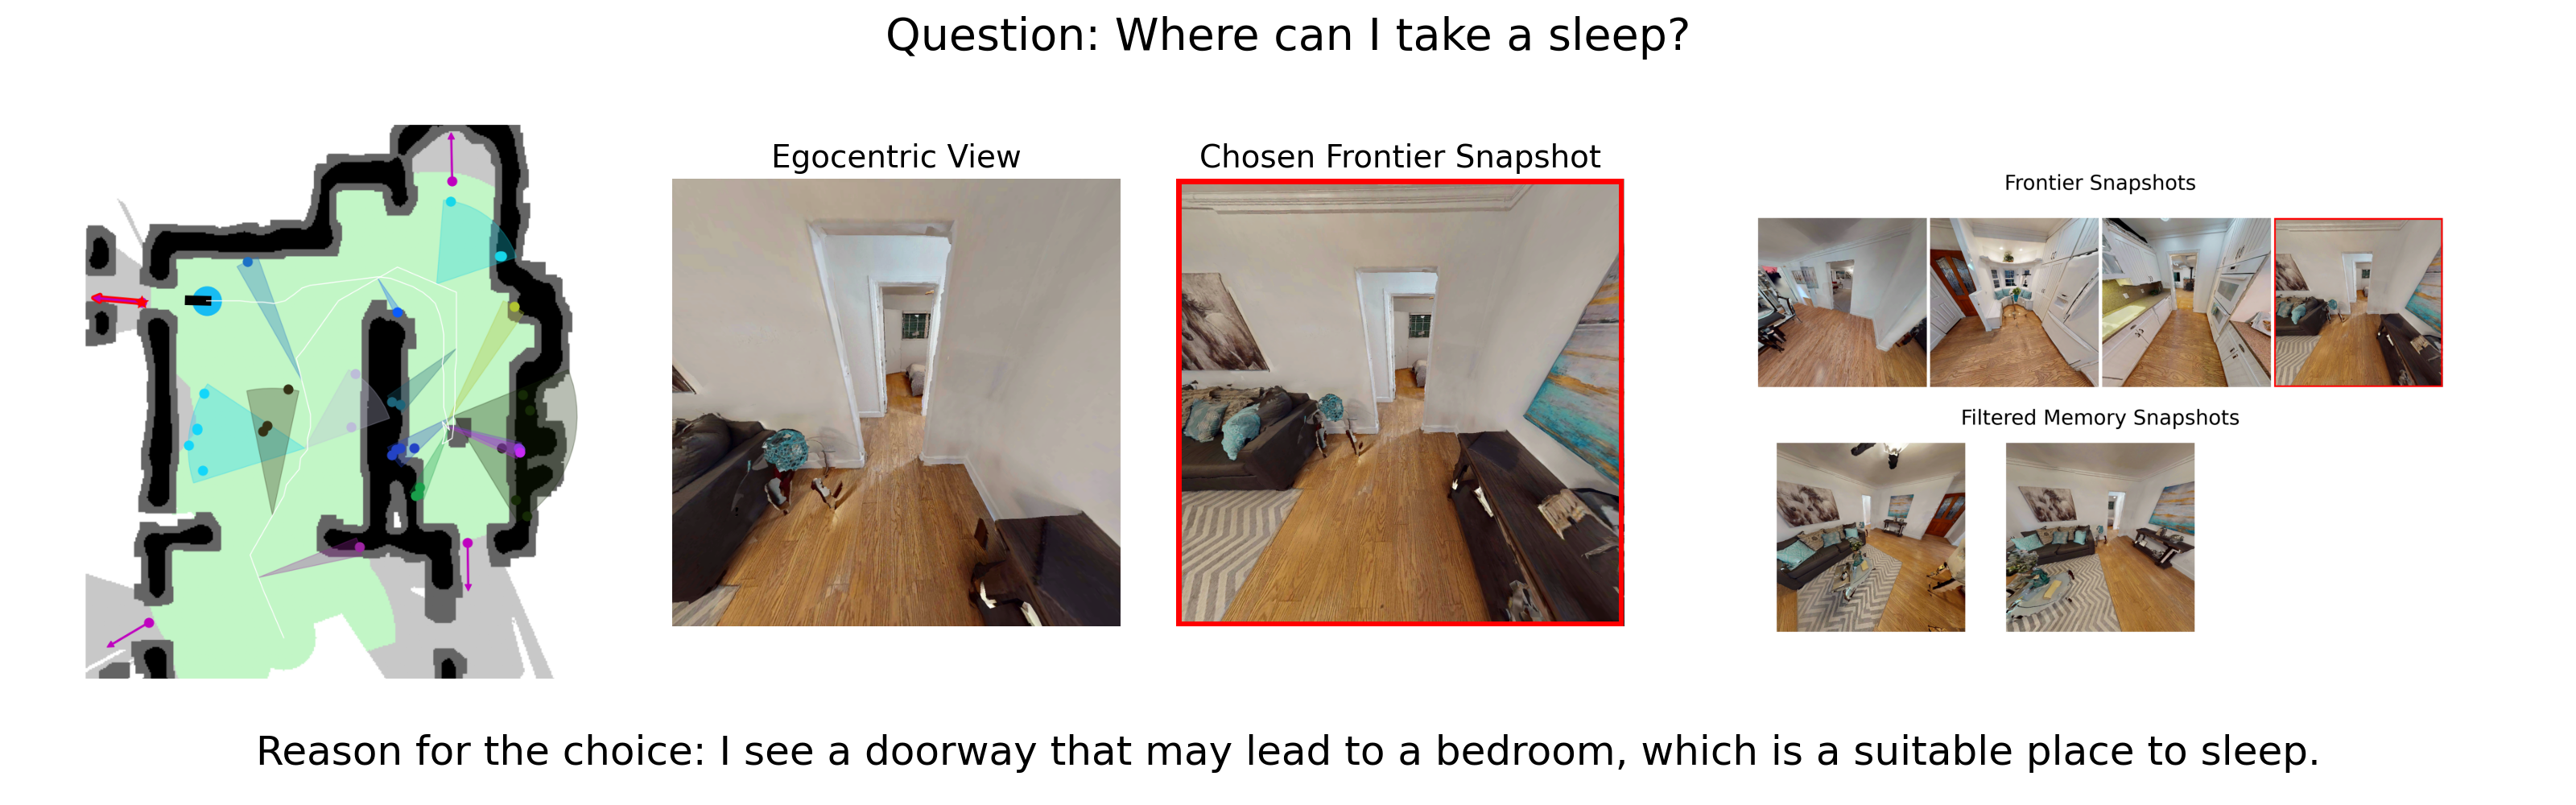 Question: Where can I take a sleep?
Egocentric View
Chosen Frontier Snapshot
Frontier Snapshots
Filtered Memory Snapshots
Reason for the choice: I see a doorway that may lead to a bedroom, which is a suitable place to sleep.